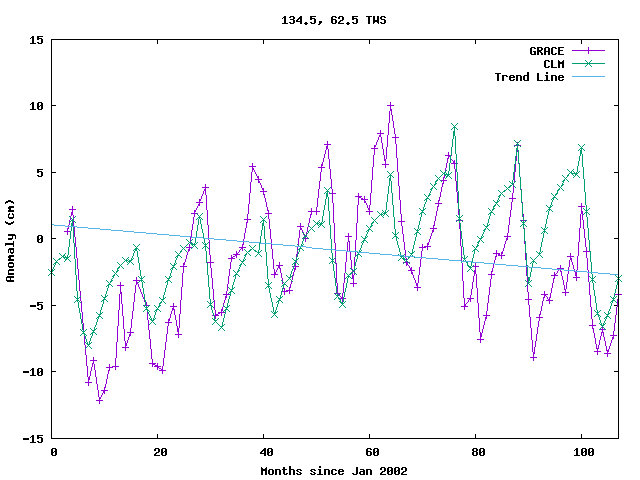 134.5, 62.5 TWS
GRACE
CLM
Trend Line
15
10
5
0
-5
-10
-15
Anomaly (cm)
0 20 40 60 80 100
Months since Jan 2002